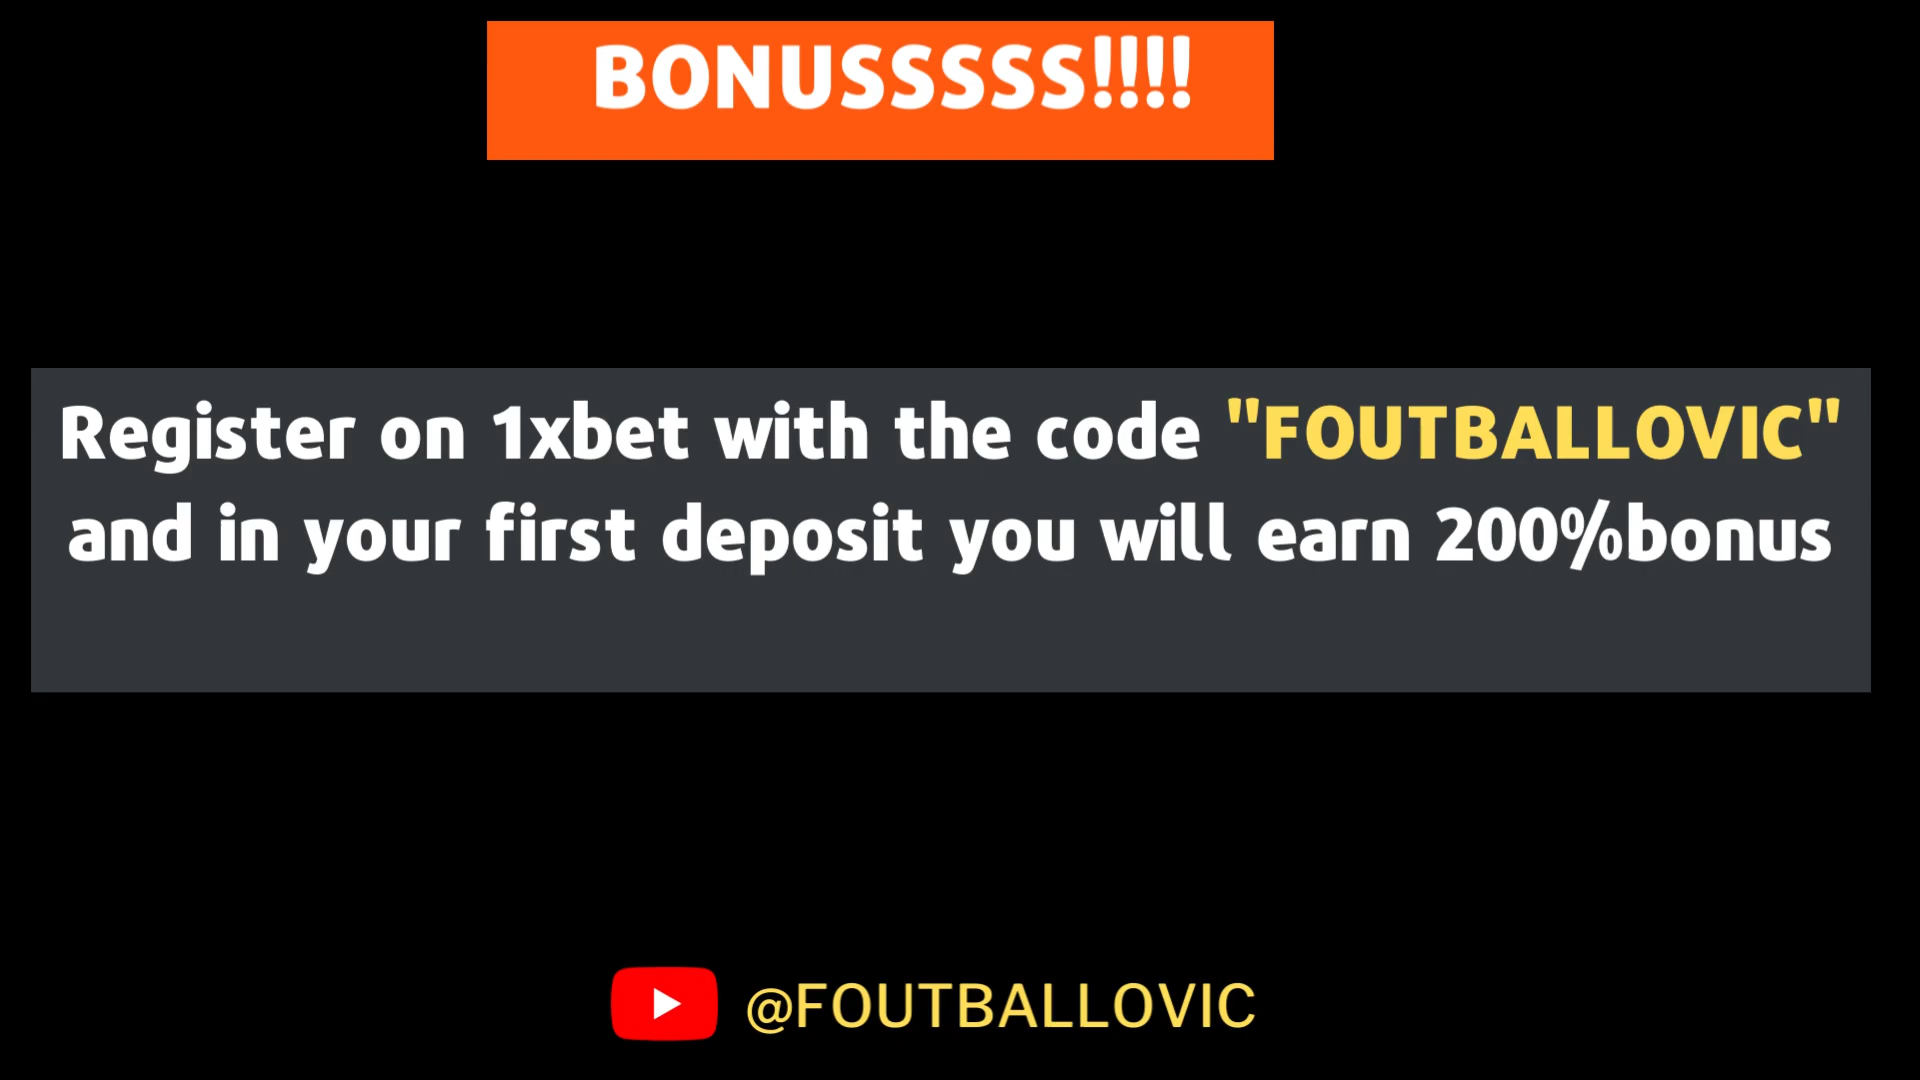 BONUSSSSS!!!!
Register on 1xbet with the code "FOUTBALLOVIC"
and in your first deposit you will earn 200%bonus
@FOUTBALLOVIC